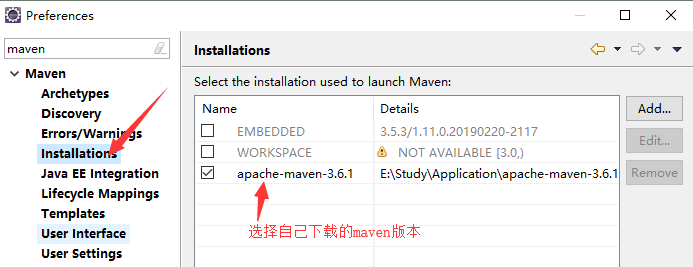 Preferences
maven
Maven
Archetypes
Discovery
Errors/Warnings
Installations
Java EE Integration
Lifecycle Mappings
Templates
User Interface
User Settings
Installations
Select the installation used to launch Maven:
Name Details
EMBEDDED 3.5.3/1.11.0.20190220-2117
WORKSPACE NOT AVAILABLE [3.0,)
apache-maven-3.6.1 E:\Study\Application\apache-maven-3.6.1
选择自己下载的maven版本
Add...
Edit...
Remove